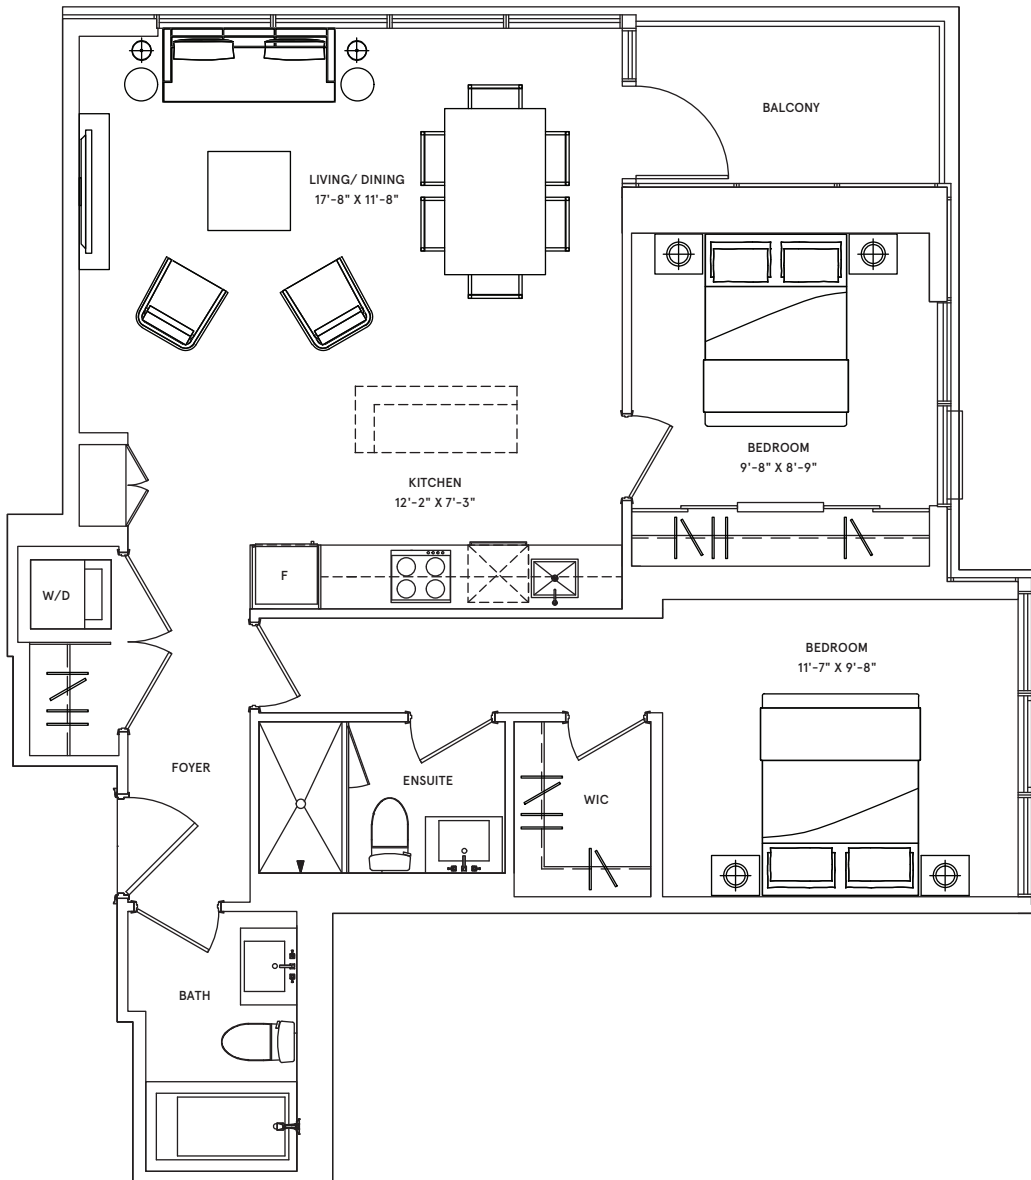 BALCONY
LIVING/ DINING
17'-8" X 11'-8"
BEDROOM
9'-8" X 8'-9"
KITCHEN
12'-2" X 7'-3"
F
W/D
BEDROOM
11'-7" X 9'-8"
FOYER
ENSUITE
WIC
BATH